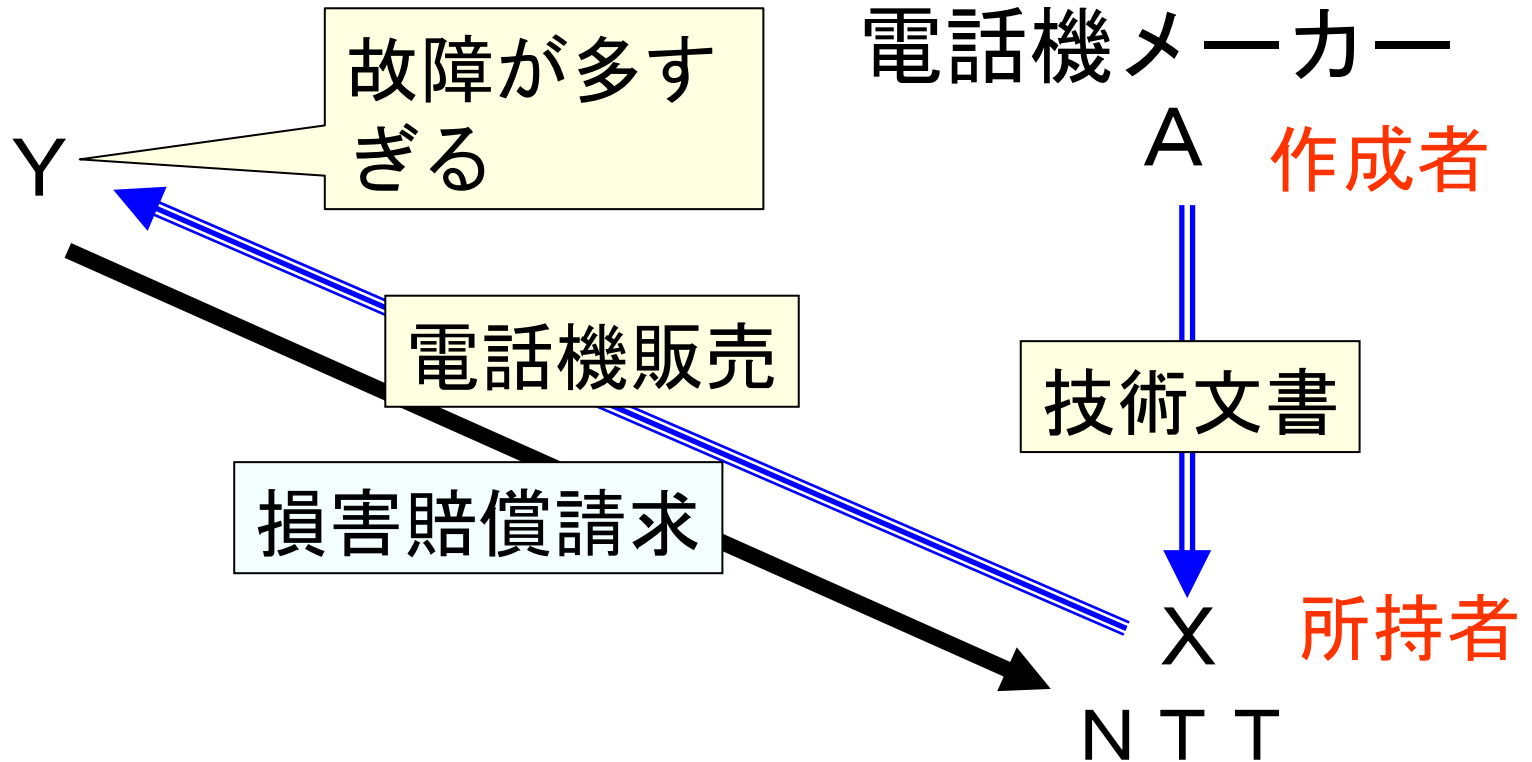 故障が多す
ぎる
電話機メーカー
Y
A
作成者
電話機販売
技術文書
損害賠償請求
X
所持者
NTT